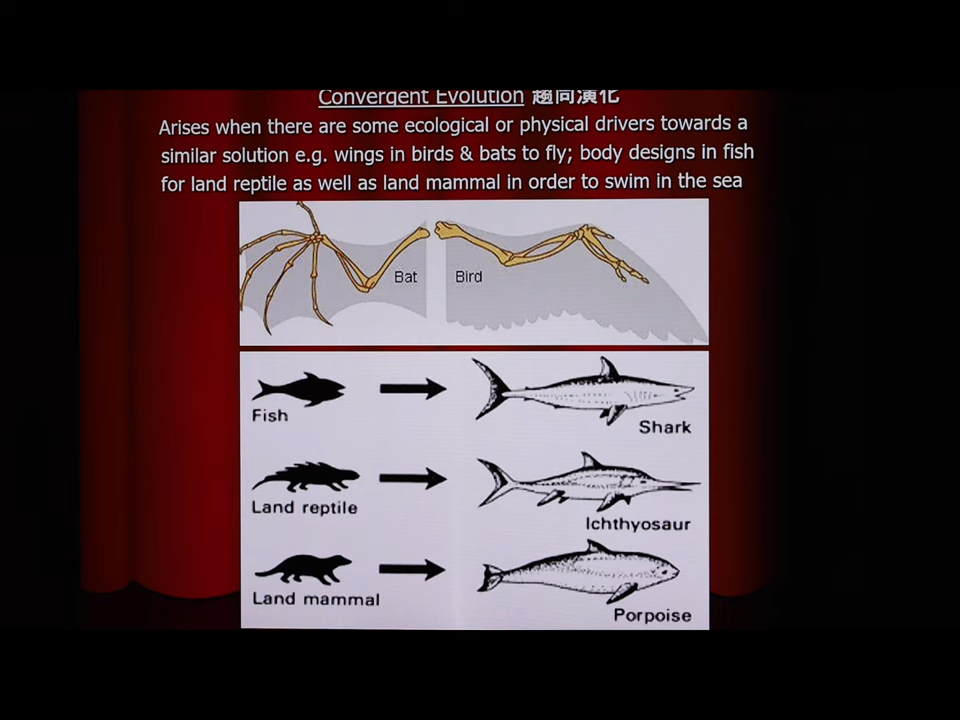 Convergent Evolution 趨同演化
Arises when there are some ecological or physical drivers towards a
similar solution e.g. wings in birds & bats to fly; body designs in fish
for land reptile as well as land mammal in order to swim in the sea
Bat
Bird
Fish
Shark
Land reptile
Ichthyosaur
Land mammal
Porpoise